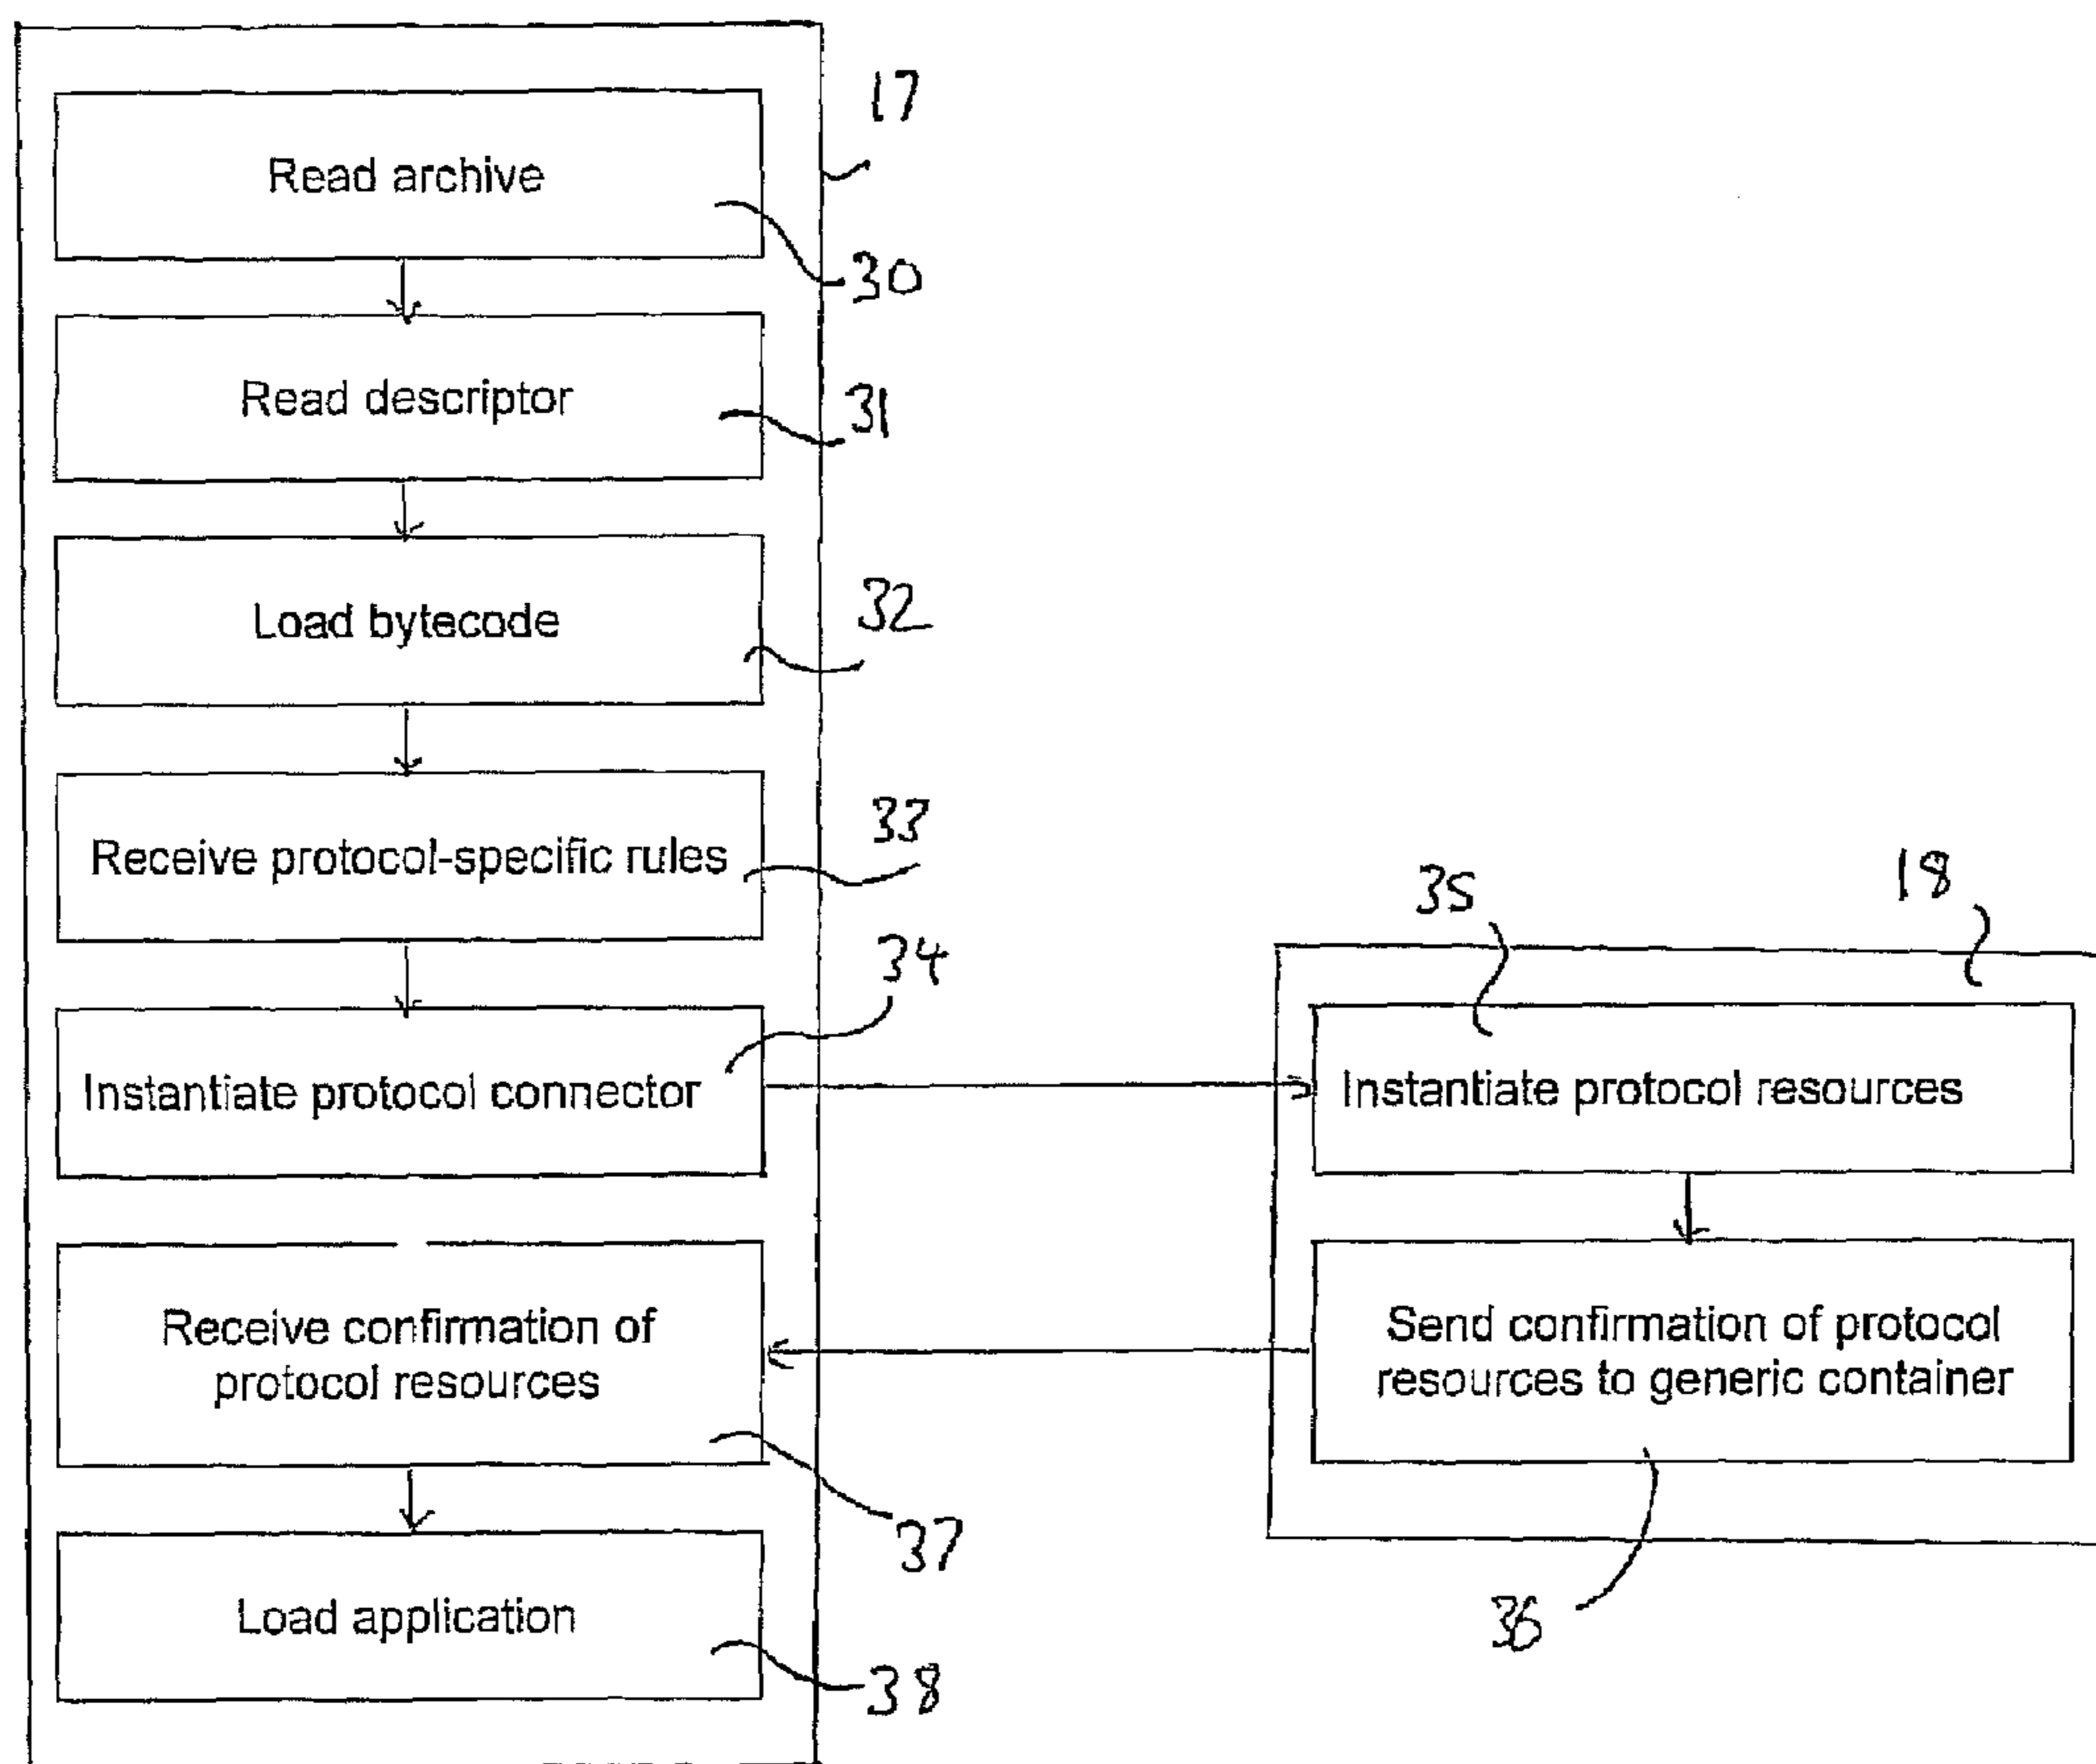 17
Read archive
30
Read descriptor
31
Load bytecode
32
Receive protocol-specific rules
33
Instantiate protocol connector
34
35
18
Instantiate protocol resources
Send confirmation of protocol
resources to generic container
36
Receive confirmation of
protocol resources
37
Load application
38